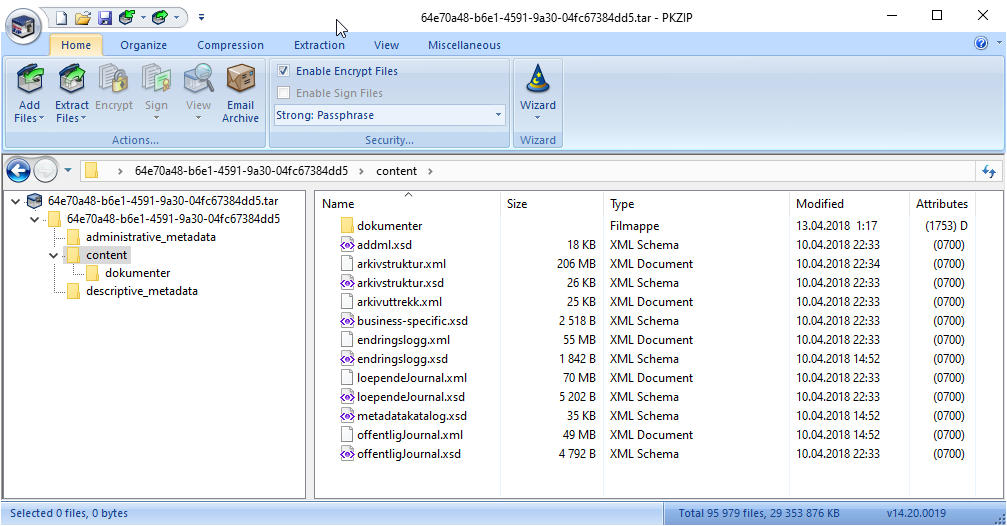 64e70a48-b6e1-4591-9a30-04fc67384dd5.tar - PKZIP
Home Organize Compression Extraction View Miscellaneous
Add Files Extract Files Encrypt Sign View Email Archive
Actions...
Enable Encrypt Files
Enable Sign Files
Strong: Passphrase
Security...
Wizard
Wizard
64e70a48-b6e1-4591-9a30-04fc67384dd5 content
64e70a48-b6e1-4591-9a30-04fc67384dd5.tar
64e70a48-b6e1-4591-9a30-04fc67384dd5
administrative_metadata
content
dokumenter
descriptive_metadata
Name Size Type Modified Attributes
dokumenter Filmappe 13.04.2018 1:17 (1753) D
addml.xsd 18 KB XML Schema 10.04.2018 22:33 (0700)
arkivstruktur.xml 206 MB XML Document 10.04.2018 22:34 (0700)
arkivstruktur.xsd 26 KB XML Schema 10.04.2018 22:33 (0700)
arkivuttrekk.xml 25 KB XML Document 10.04.2018 22:33 (0700)
business-specific.xsd 2 518 B XML Schema 10.04.2018 22:33 (0700)
endringslogg.xml 55 MB XML Document 10.04.2018 22:33 (0700)
endringslogg.xsd 1 842 B XML Schema 10.04.2018 14:52 (0700)
loependeJournal.xml 70 MB XML Document 10.04.2018 22:33 (0700)
loependeJournal.xsd 5 202 B XML Schema 10.04.2018 22:33 (0700)
metadatakatalog.xsd 35 KB XML Schema 10.04.2018 14:52 (0700)
offentligJournal.xml 49 MB XML Document 10.04.2018 14:52 (0700)
offentligJournal.xsd 4 792 B XML Schema 10.04.2018 22:33 (0700)
Selected 0 files, 0 bytes Total 95 979 files, 29 353 876 KB v14.20.0019